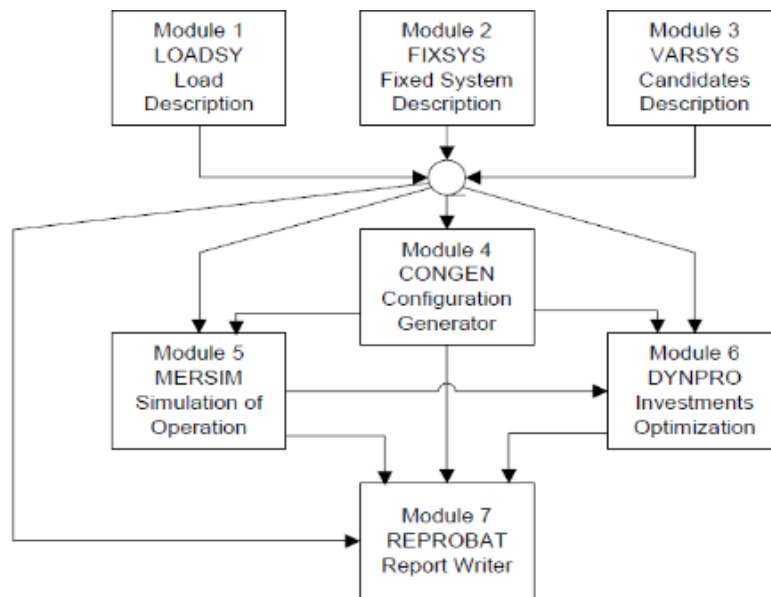 Module 1
LOADSY
Load
Description
Module 2
FIXSYS
Fixed System
Description
Module 3
VARSYS
Candidates
Description
Module 4
CONGEN
Configuration
Generator
Module 5
MERSIM
Simulation of
Operation
Module 6
DYNPRO
Investments
Optimization
Module 7
REPROBAT
Report Writer